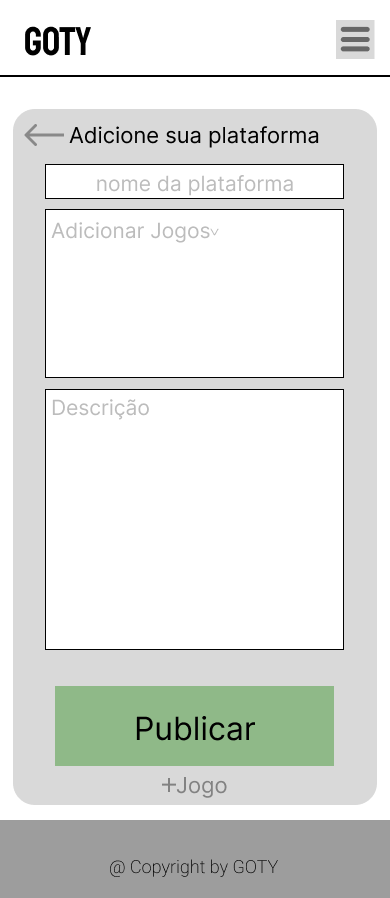 GOTY
Adicione sua plataforma
nome da plataforma
Adicionar Jogos
Descrição
Publicar
+Jogo
@ Copyright by GOTY